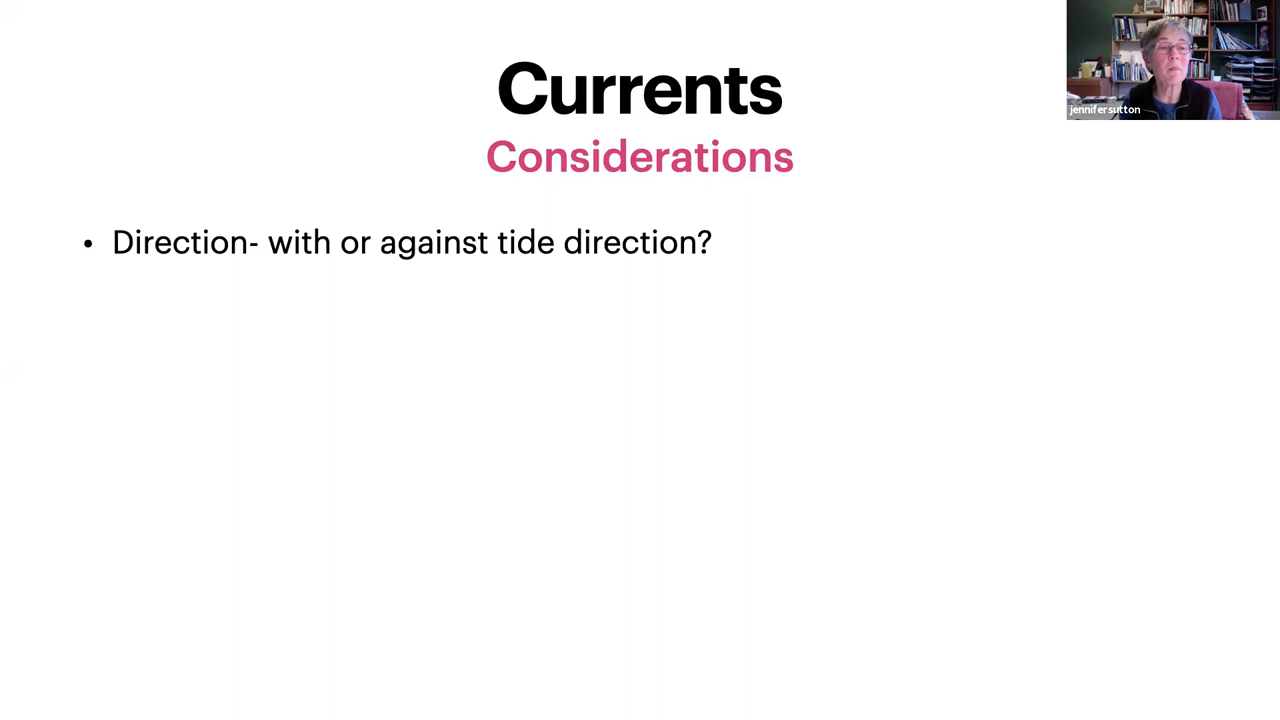 Currents
Considerations
• Direction- with or against tide direction?
jennifersutton